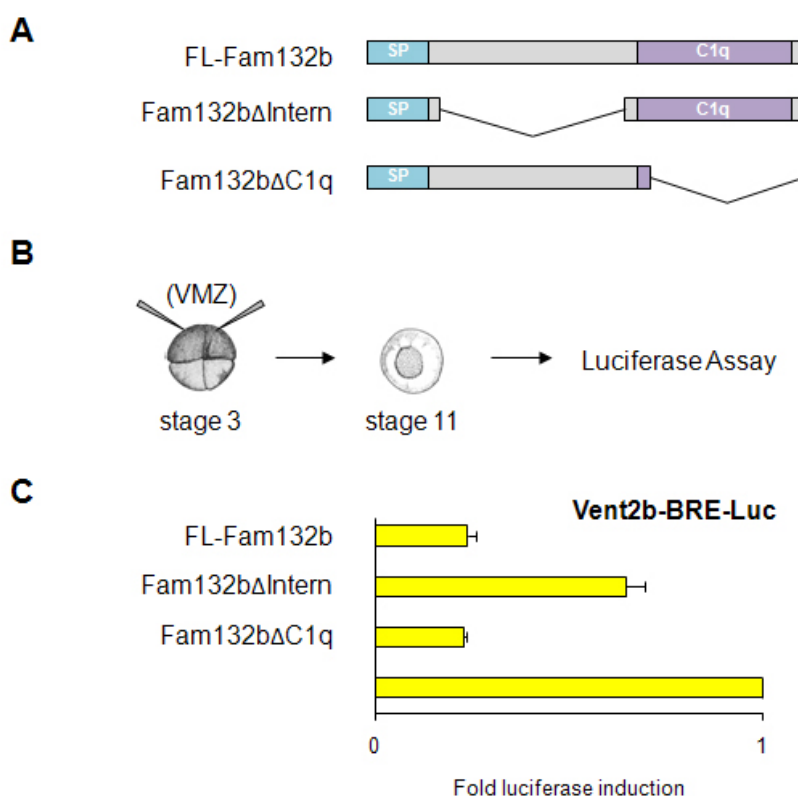 A
FL-Fam132b SP C1q
Fam132bΔIntern SP C1q
Fam132bΔC1q SP
B
(VMZ)
stage 3
stage 11
Luciferase Assay
C
Vent2b-BRE-Luc
FL-Fam132b
Fam132bΔIntern
Fam132bΔC1q
0 1
Fold luciferase induction